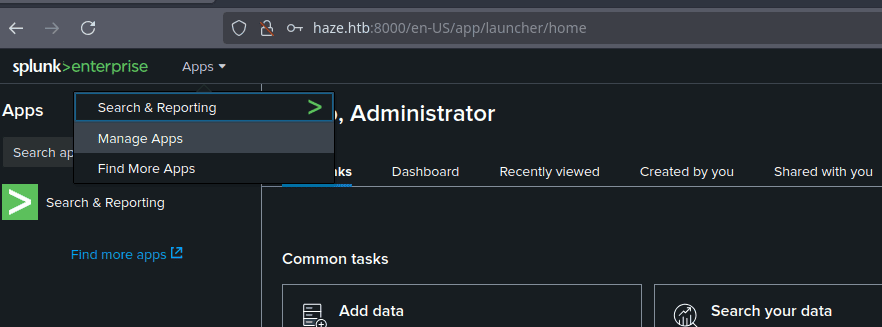 haze.htb:8000/en-US/app/launcher/home
splunk>enterprise Apps
Apps
Search & Reporting
, Administrator
Search ap
Manage Apps
Find More Apps
nks Dashboard Recently viewed Created by you Shared with you
Search & Reporting
Find more apps
Common tasks
Add data
Search your data